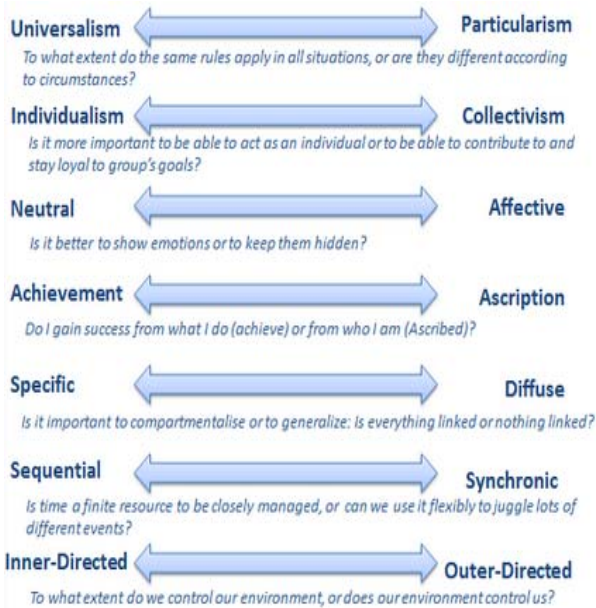 Universalism Particularism
To what extent do the same rules apply in all situations, or are they different according
to circumstances?
Individualism Collectivism
Is it more important to be able to act as an individual or to be able to contribute to and
stay loyal to group's goals?
Neutral Affective
Is it better to show emotions or to keep them hidden?
Achievement Ascription
Do I gain success from what I do (achieve) or from who I am (Ascribed)?
Specific Diffuse
Is it important to compartmentalise or to generalize: Is everything linked or nothing linked?
Sequential Synchronic
Is time a finite resource to be closely managed, or can we use it flexibly to juggle lots of
different events?
Inner-Directed Outer-Directed
To what extent do we control our environment, or does our environment control us?